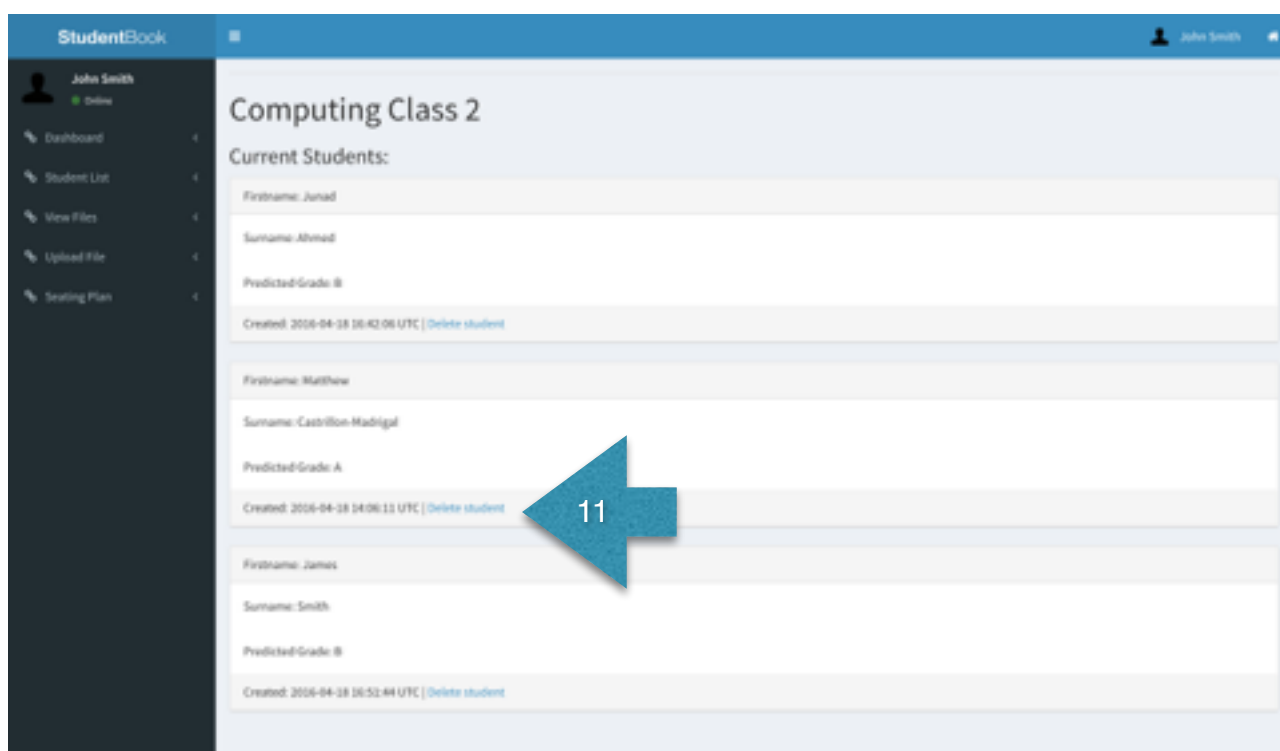 StudentBook
John Smith
John Smith
Online
Dashboard
Student List
View Files
Upload File
Seating Plan
Computing Class 2
Current Students:
Firstname: Junad
Surname: Ahmed
Predicted Grade: B
Created: 2016-04-18 16:42:06 UTC | Delete student
Firstname: Matthew
Surname: Castrillon-Madrigal
Predicted Grade: A
Created: 2016-04-18 14:06:11 UTC | Delete student
11
Firstname: James
Surname: Smith
Predicted Grade: B
Created: 2016-04-18 16:52:44 UTC | Delete student